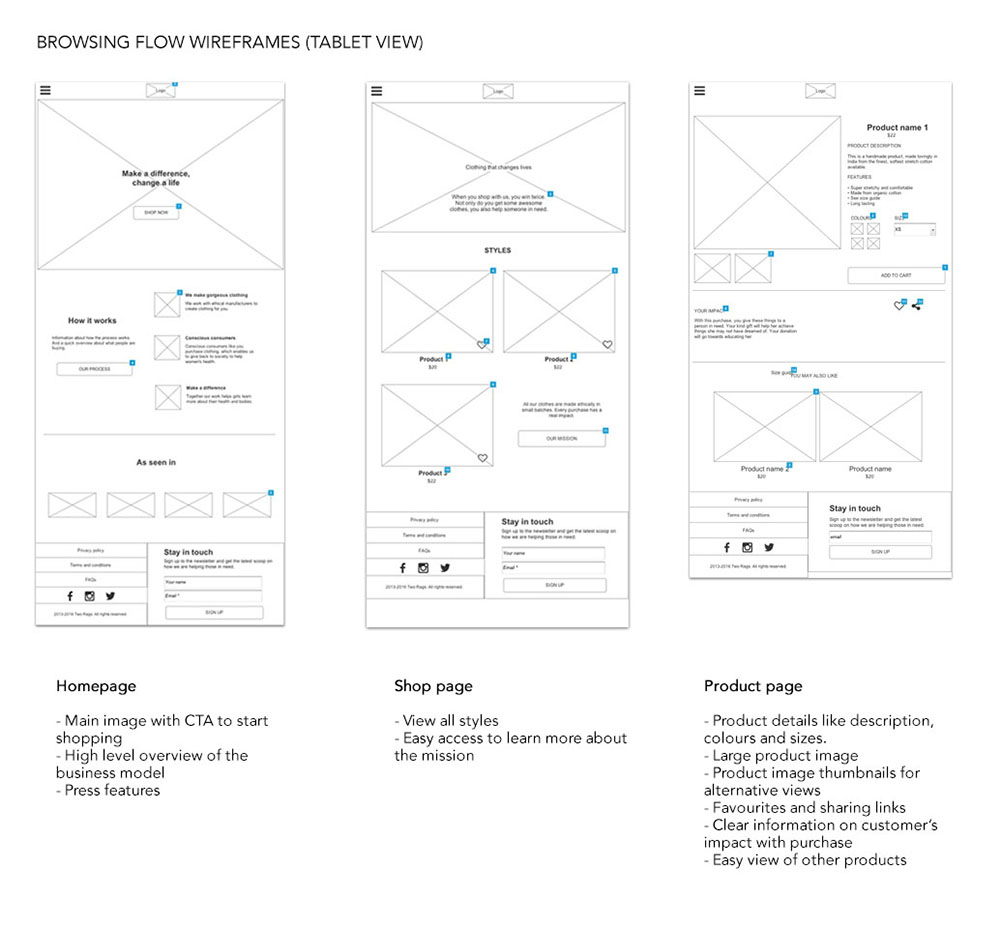 BROWSING FLOW WIREFRAMES (TABLET VIEW)
Logo
Make a difference,
change a life
SHOP NOW
How it works
Information about how the process works
And a quick overview of what people are
buying.
OUR PROCESS
We make gorgeous clothing
We work with ethical manufacturers to
create clothing for you.
Conscious consumers
Conscious consumers like you
purchase clothing, which enables us
to give back to society to help
women's health.
Make a difference
Together our work helps girls learn
more about their health and bodies.
As seen in
Privacy policy
Terms and conditions
FAQs
2013-2016 Two Rags. All rights reserved.
Stay in touch
Sign up to the newsletter and get the latest scoop on
how we are helping those in need.
Your name
Email *
SIGN UP
Logo
Clothing that changes lives
When you shop with us, you win twice.
Not only do you get some awesome
clothes, you also help someone in need.
STYLES
Product
$20
Product
$22
Product
$22
All our clothes are made ethically in
small batches. Every purchase has a
real impact.
OUR MISSION
Privacy policy
Terms and conditions
FAQs
2013-2016 Two Rags. All rights reserved.
Stay in touch
Sign up to the newsletter and get the latest scoop
on how we are helping those in need.
Your name
Email *
SIGN UP
Logo
Product name 1
$22
PRODUCT DESCRIPTION
This is a handmade product, made lovingly in
India from the finest, softest stretch cotton
available.
FEATURES
• Super stretchy and comfortable
• Made from organic cotton
• See size guide
• Long lasting
COLOURS
SIZE
XS
ADD TO CART
YOUR IMPACT
With this purchase, you give these things to a
person in need. Your kind gift will help her achieve
things she may not have dreamed of. Your donation
will go towards educating her.
Size guide
YOU MAY ALSO LIKE
Product name 2
$20
Product name
$20
Privacy policy
Terms and conditions
FAQs
2013-2016 Two Rags. All rights reserved.
Stay in touch
Sign up to the newsletter and get the latest scoop
on how we are helping those in need.
email
SIGN UP
Homepage
- Main image with CTA to start
shopping
- High level overview of the
business model
- Press features
Shop page
- View all styles
- Easy access to learn more about
the mission
Product page
- Product details like description,
colours and sizes.
- Large product image
- Product image thumbnails for
alternative views
- Favourites and sharing links
- Clear information on customer's
impact with purchase
- Easy view of other products